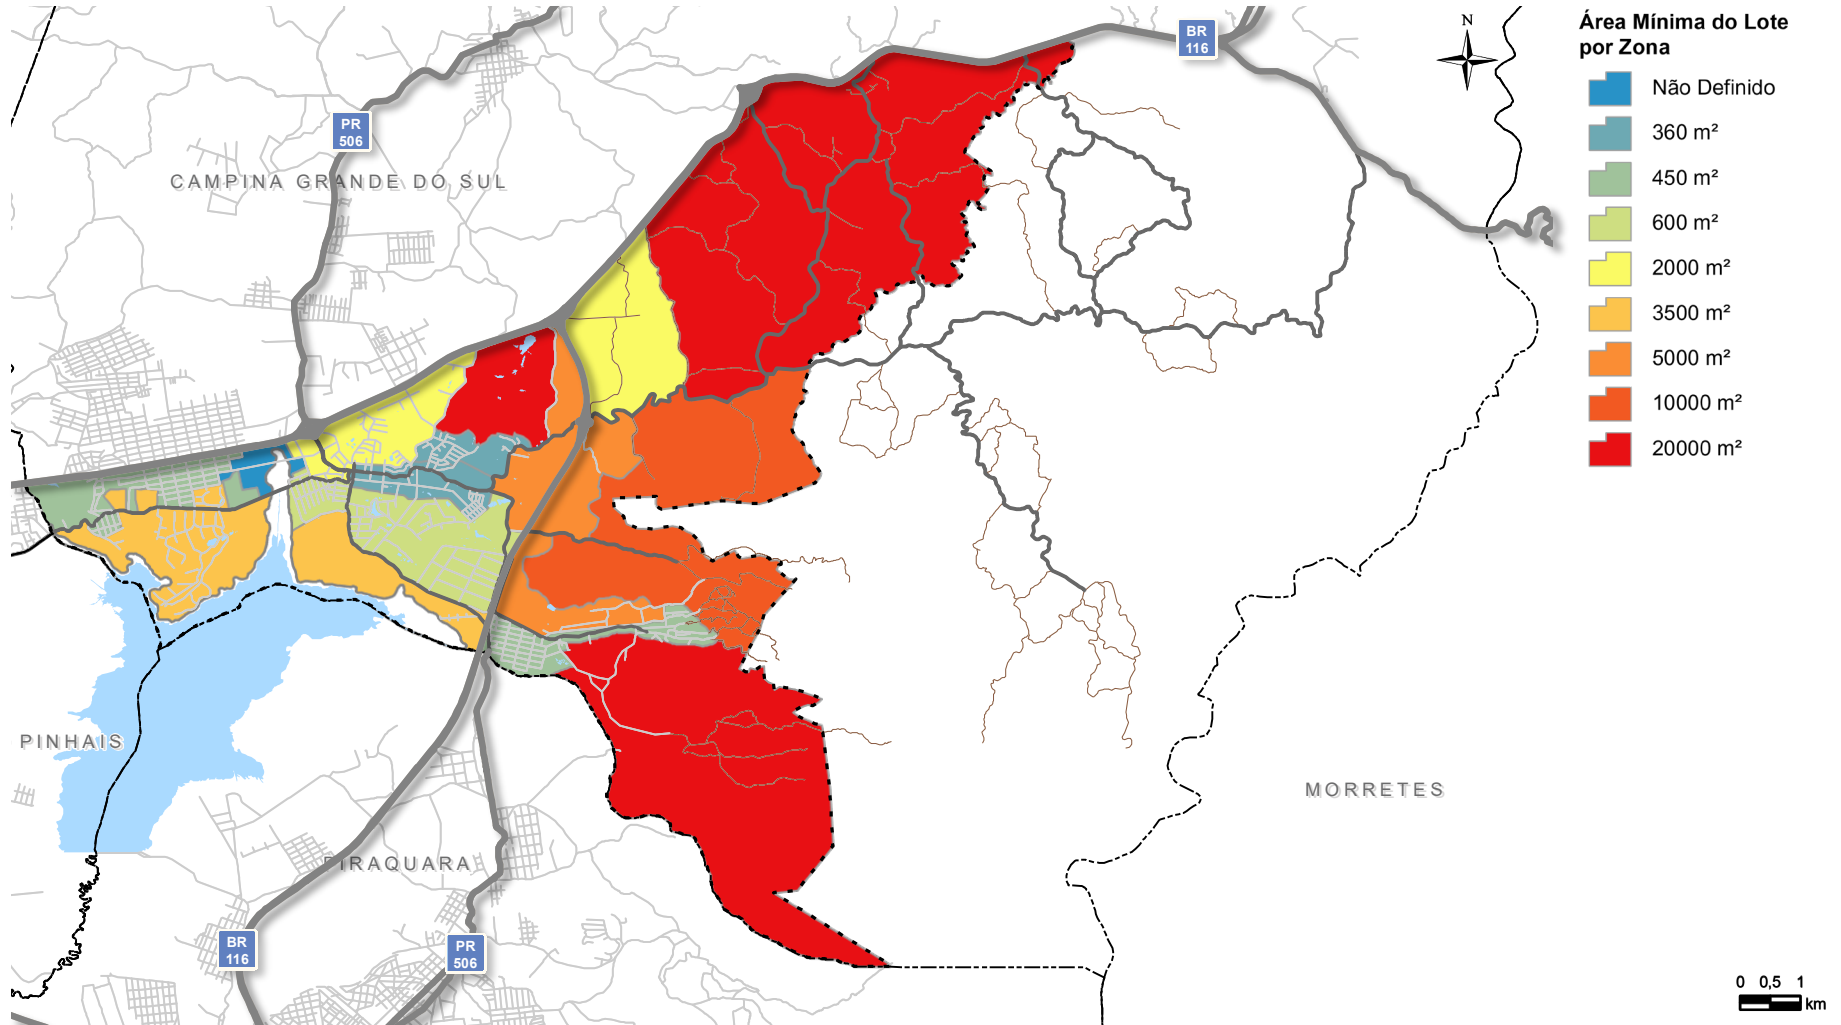 Área Mínima do Lote
por Zona
Não Definido
360 m²
450 m²
600 m²
2000 m²
3500 m²
5000 m²
10000 m²
20000 m²
N
BR
116
PR
506
CAMPINA GRANDE DO SUL
PINHAIS
PIRAQUARA
MORRETES
BR
116
PR
506
0 0,5 1
km